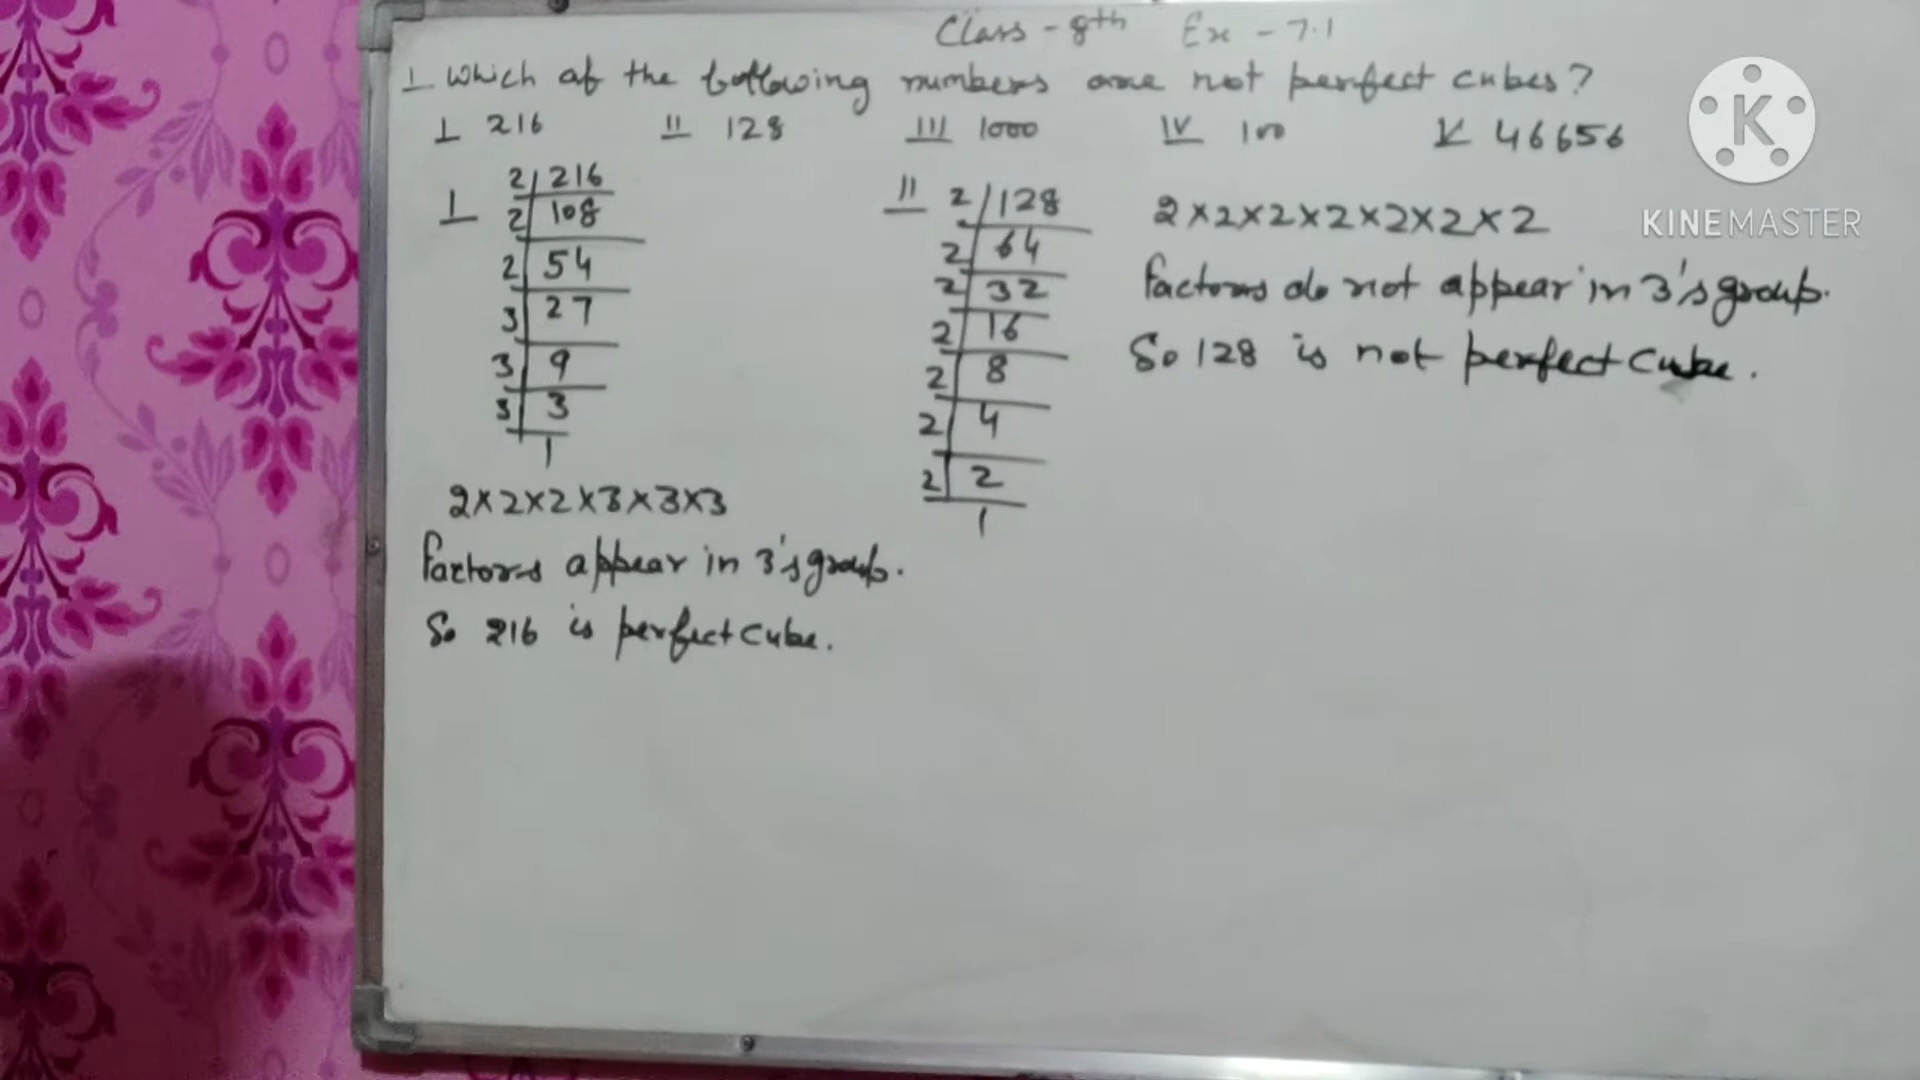 Class - 8th Ex - 7.1
1 Which of the following numbers are not perfect cubes?
I 216 II 128 III 1000 IV 100 V 46656
I
2 216
2 108
2 54
3 27
3 9
3 3
1
2×2×2×3×3×3
Factors appear in 3's group.
So 216 is perfect cube.
II
2 128
2 64
2 32
2 16
2 8
2 4
2 2
1
2×2×2×2×2×2×2
Factors do not appear in 3's group.
So 128 is not perfect cube.
K
KINEMASTER